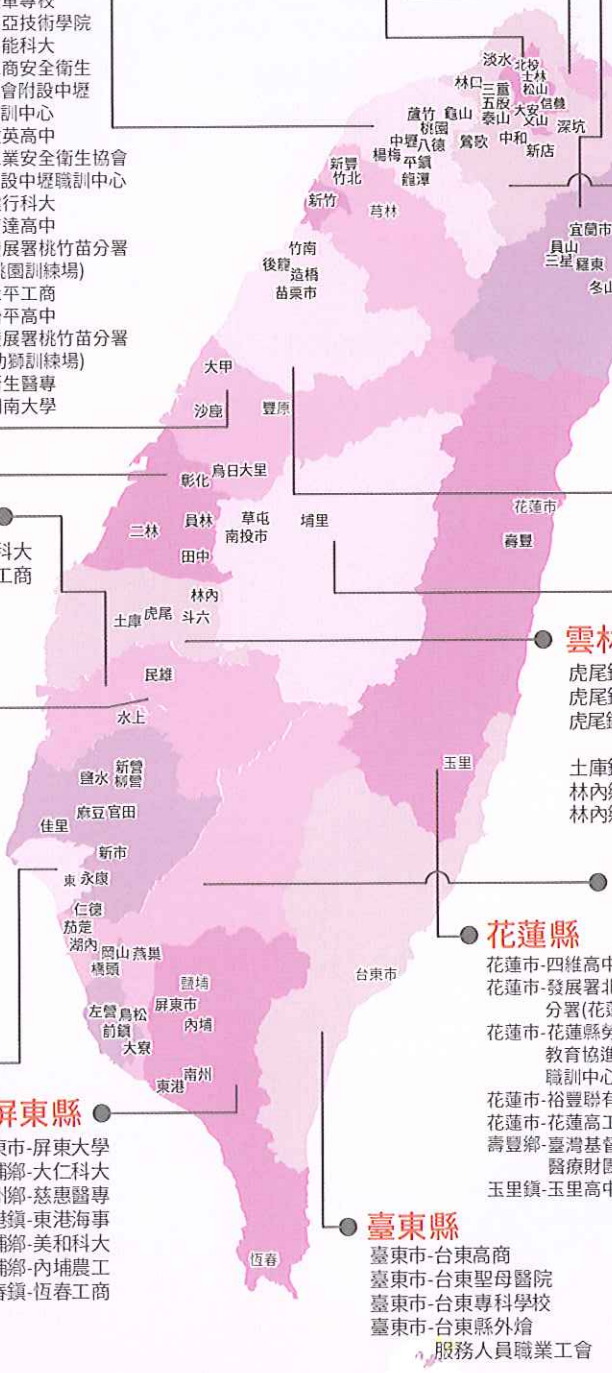 亞技術學院
能科大
商安全衛生
會附設中壢
訓中心
英高中
業安全衛生協會
設中壢職訓中心
行科大
達高中
展署桃竹苗分署
桃園訓練場)
平工商
平高中
展署桃竹苗分署
幼獅訓練場)
生醫專
南大學
淡水
北投
士林
松山
林口
三重
五股
泰山
大安
信義
文山
深坑
蘆竹
龜山
桃園
中壢
八德
鶯歌
中和
新店
楊梅
平鎮
龍潭
新豐
竹北
新竹
芎林
宜蘭市
員山
三星
羅東
冬山
竹南
後龍
造橋
苗栗市
大甲
沙鹿
豐原
彰化
烏日
大里
二林
員林
田中
草屯
南投市
埔里
花蓮市
壽豐
科大
工商
林內
土庫
虎尾
斗六
民雄
水上
雲林
虎尾鎮
虎尾鎮
虎尾鎮
土庫鎮
林內鄉
林內鄉
鹽水
新營
柳營
麻豆
官田
佳里
新市
東
永康
仁德
茄萣
湖內
岡山
燕巢
橋頭
玉里
鹽埔
屏東市
內埔
左營
鳥松
前鎮
大寮
東港
南州
台東市
恆春
花蓮縣
花蓮市-四維高中
花蓮市-發展署北
分署(花蓮
花蓮市-花蓮縣勞
教育協進
職訓中心
花蓮市-裕豐聯有
花蓮市-花蓮高工
壽豐鄉-臺灣基督
醫療財團
玉里鎮-玉里高中
屏東縣
東市-屏東大學
埔鄉-大仁科大
州鄉-慈惠醫專
港鎮-東港海事
埔鄉-美和科大
埔鄉-內埔農工
春鎮-恆春工商
臺東縣
臺東市-台東高商
臺東市-台東聖母醫院
臺東市-台東專科學校
臺東市-台東縣外燴
服務人員職業工會